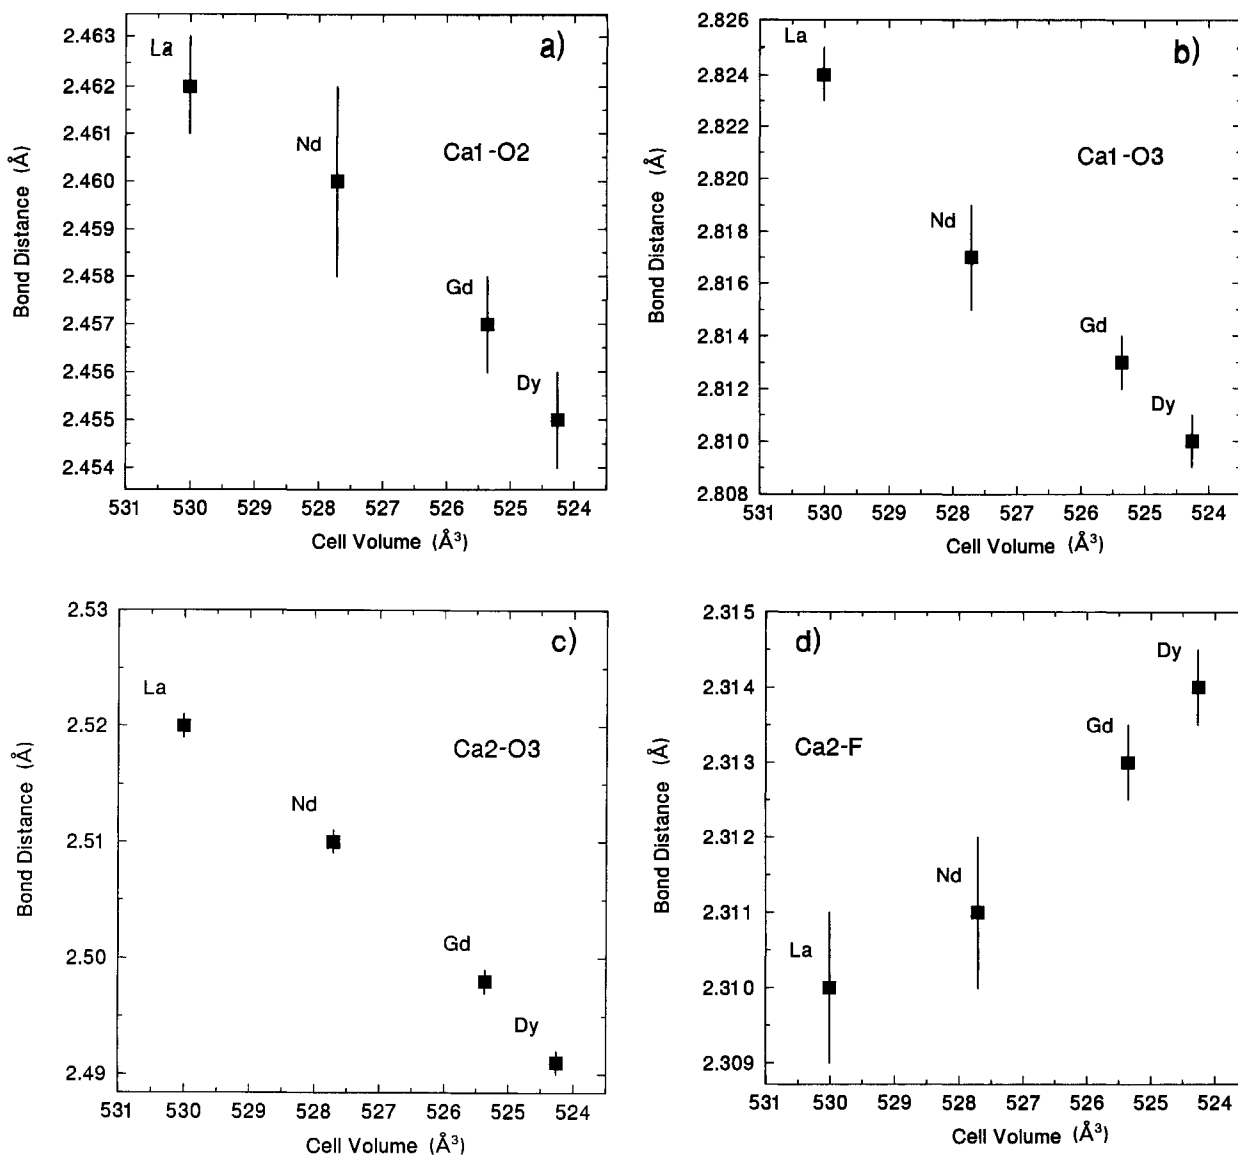 a)
Bond Distance (Å)
2.463
2.462
2.461
2.460
2.459
2.458
2.457
2.456
2.455
2.454
La
Nd
Ca1-O2
Gd
Dy
531 530 529 528 527 526 525 524
Cell Volume (Å³)
b)
Bond Distance (Å)
2.826
2.824
2.822
2.820
2.818
2.816
2.814
2.812
2.810
2.808
La
Ca1-O3
Nd
Gd
Dy
531 530 529 528 527 526 525 524
Cell Volume (Å³)
c)
Bond Distance (Å)
2.53
2.52
2.51
2.50
2.49
La
Ca2-O3
Nd
Gd
Dy
531 530 529 528 527 526 525 524
Cell Volume (Å³)
d)
Bond Distance (Å)
2.315
2.314
2.313
2.312
2.311
2.310
2.309
Dy
Gd
Ca2-F
Nd
La
531 530 529 528 527 526 525 524
Cell Volume (Å³)